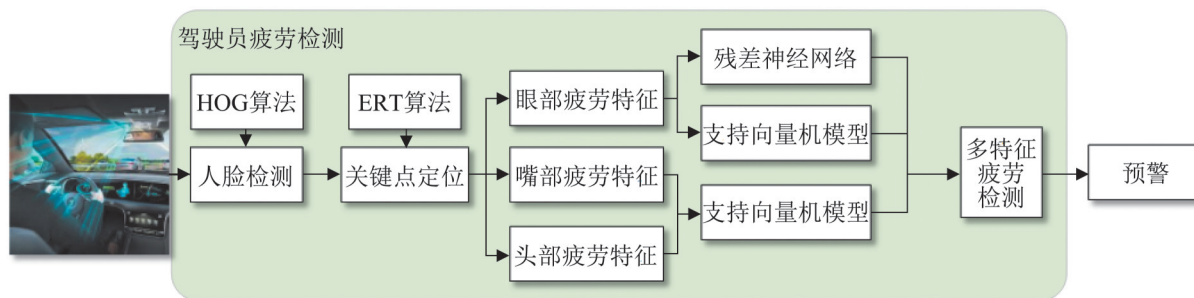 驾驶员疲劳检测
HOG算法
ERT算法
人脸检测
关键点定位
眼部疲劳特征
嘴部疲劳特征
头部疲劳特征
残差神经网络
支持向量机模型
支持向量机模型
多特征
疲劳
检测
预警